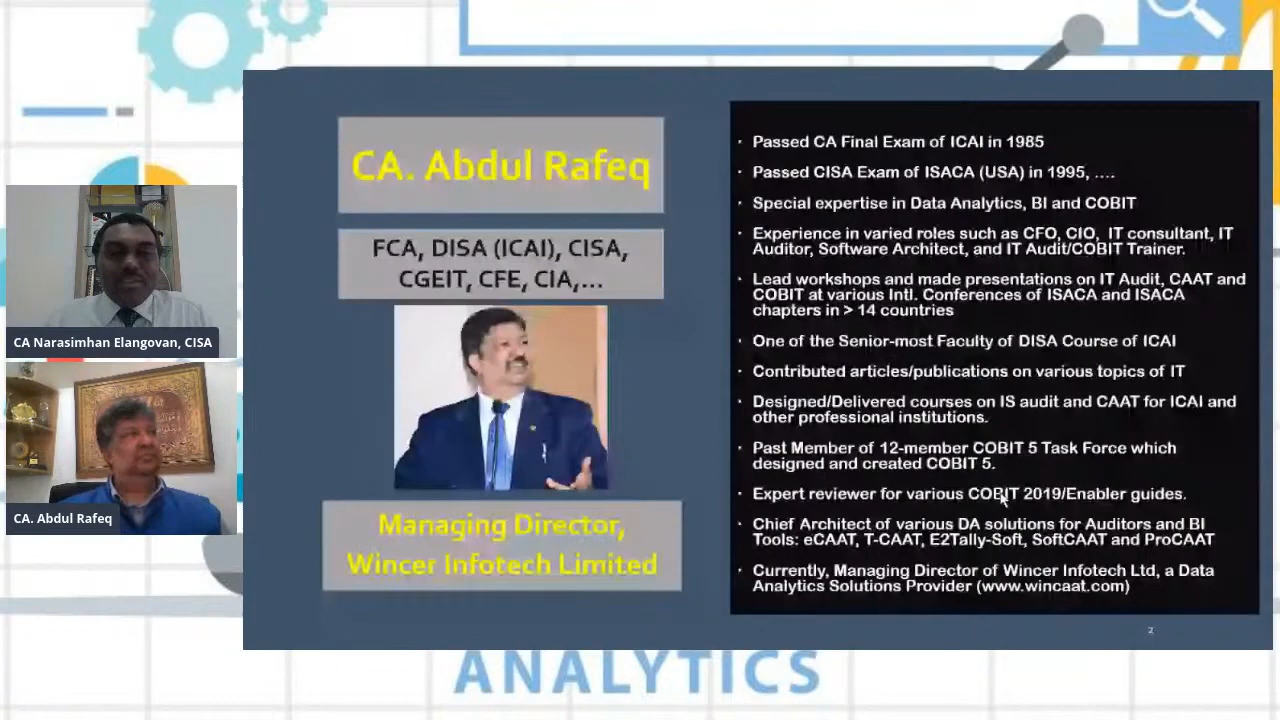 CA. Abdul Rafeq
FCA, DISA (ICAI), CISA,
CGEIT, CFE, CIA,...
Managing Director,
Wincer Infotech Limited
· Passed CA Final Exam of ICAI in 1985
· Passed CISA Exam of ISACA (USA) in 1995, ....
· Special expertise in Data Analytics, BI and COBIT
· Experience in varied roles such as CFO, CIO, IT consultant, IT
Auditor, Software Architect, and IT Audit/COBIT Trainer.
· Lead workshops and made presentations on IT Audit, CAAT and
COBIT at various Intl. Conferences of ISACA and ISACA
chapters in > 14 countries
· One of the Senior-most Faculty of DISA Course of ICAI
· Contributed articles/publications on various topics of IT
· Designed/Delivered courses on IS audit and CAAT for ICAI and
other professional institutions.
· Past Member of 12-member COBIT 5 Task Force which
designed and created COBIT 5.
· Expert reviewer for various COBIT 2019/Enabler guides.
· Chief Architect of various DA solutions for Auditors and BI
Tools: eCAAT, T-CAAT, E2Tally-Soft, SoftCAAT and ProCAAT
· Currently, Managing Director of Wincer Infotech Ltd, a Data
Analytics Solutions Provider (www.wincaat.com)
2
CA Narasimhan Elangovan, CISA
CA. Abdul Rafeq
ANALYTICS